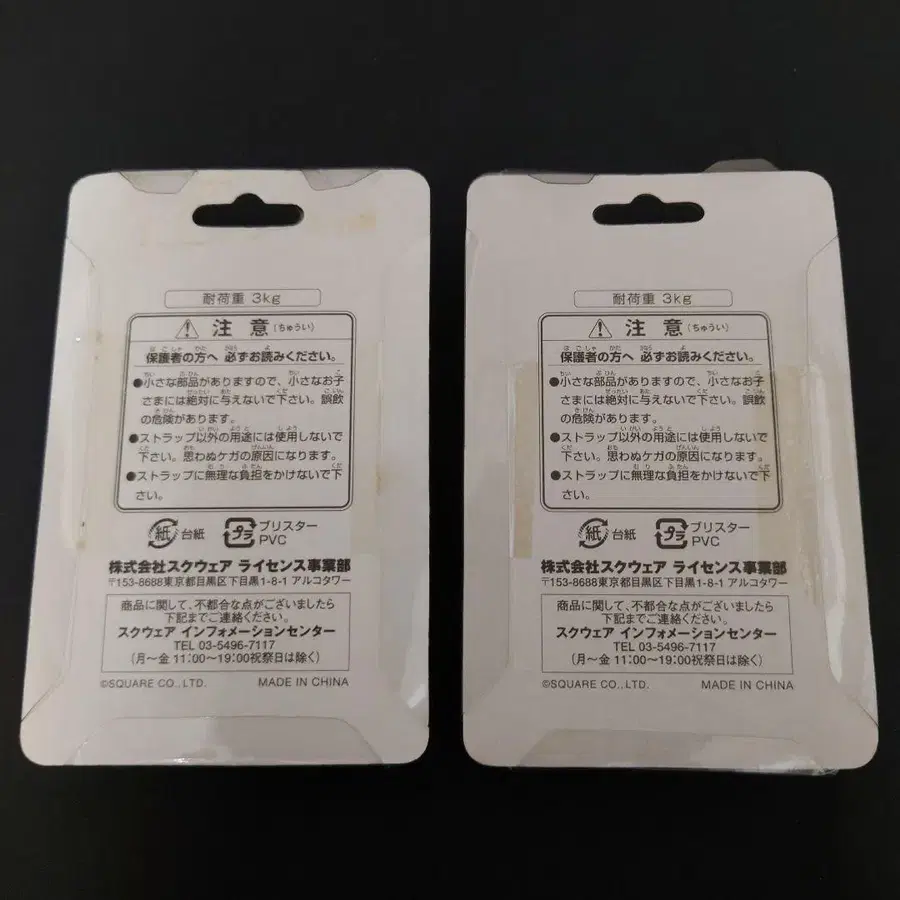 耐荷重 3kg
注意(ちゅうい)
保護者の方へ 必ずお読みください。
●小さな部品がありますので、小さなお子
さまには絶対に与えないで下さい。誤飲
の危険があります。
●ストラップ以外の用途には使用しないで
下さい。思わぬケガの原因になります。
●ストラップに無理な負担をかけないで下
さい。
紙 台紙 プラ ブリスター
PVC
株式会社スクウェア ライセンス事業部
〒153-8688東京都目黒区下目黒1-8-1 アルコタワー
商品に関して、不都合な点がございましたら
下記までご連絡ください。
スクウェア インフォメーションセンター
TEL 03-5496-7117
(月〜金 11:00〜19:00祝祭日は除く)
©SQUARE CO.,LTD. MADE IN CHINA
耐荷重 3kg
注意(ちゅうい)
保護者の方へ 必ずお読みください。
●小さな部品がありますので、小さなお子
さまには絶対に与えないで下さい。誤飲
の危険があります。
●ストラップ以外の用途には使用しないで
下さい。思わぬケガの原因になります。
●ストラップに無理な負担をかけないで下
さい。
紙 台紙 プラ ブリスター
PVC
株式会社スクウェア ライセンス事業部
〒153-8688東京都目黒区下目黒1-8-1 アルコタワー
商品に関して、不都合な点がございましたら
下記までご連絡ください。
スクウェア インフォメーションセンター
TEL 03-5496-7117
(月〜金 11:00〜19:00祝祭日は除く)
©SQUARE CO.,LTD. MADE IN CHINA